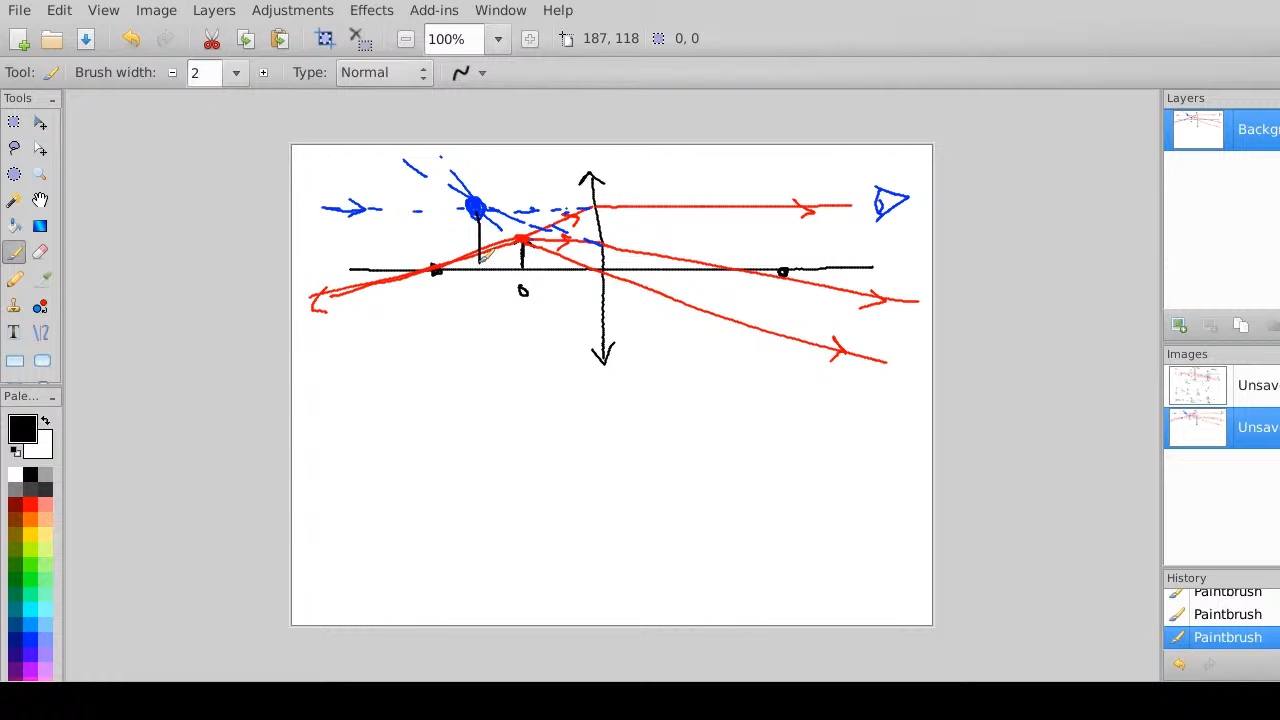 File Edit View Image Layers Adjustments Effects Add-ins Window Help
100% 187, 118 0, 0
Tool: Brush width: 2 Type: Normal
Tools
Layers
Backgr
o
Images
Unsav
Unsav
Pale...
History
Paintbrush
Paintbrush
Paintbrush